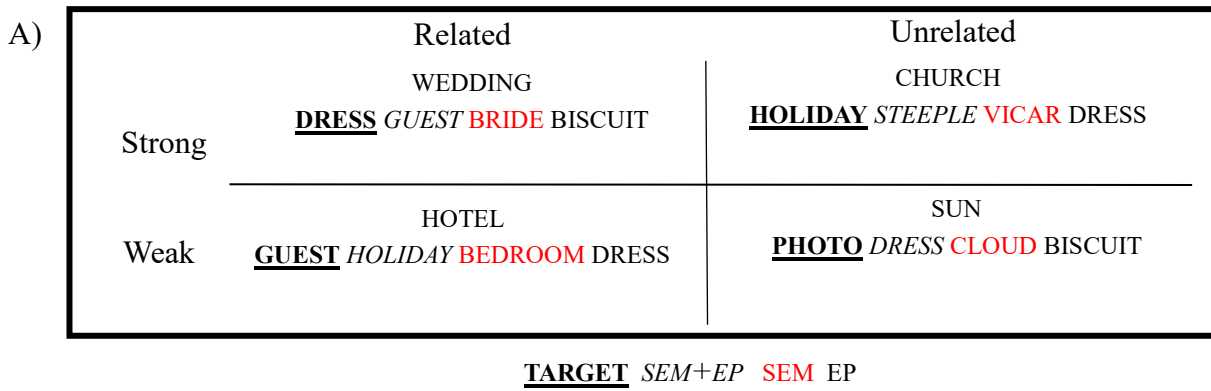 A)
Related Unrelated
WEDDING CHURCH
DRESS GUEST BRIDE BISCUIT HOLIDAY STEEPLE VICAR DRESS
Strong
HOTEL SUN
Weak GUEST HOLIDAY BEDROOM DRESS PHOTO DRESS CLOUD BISCUIT
TARGET SEM+EP SEM EP